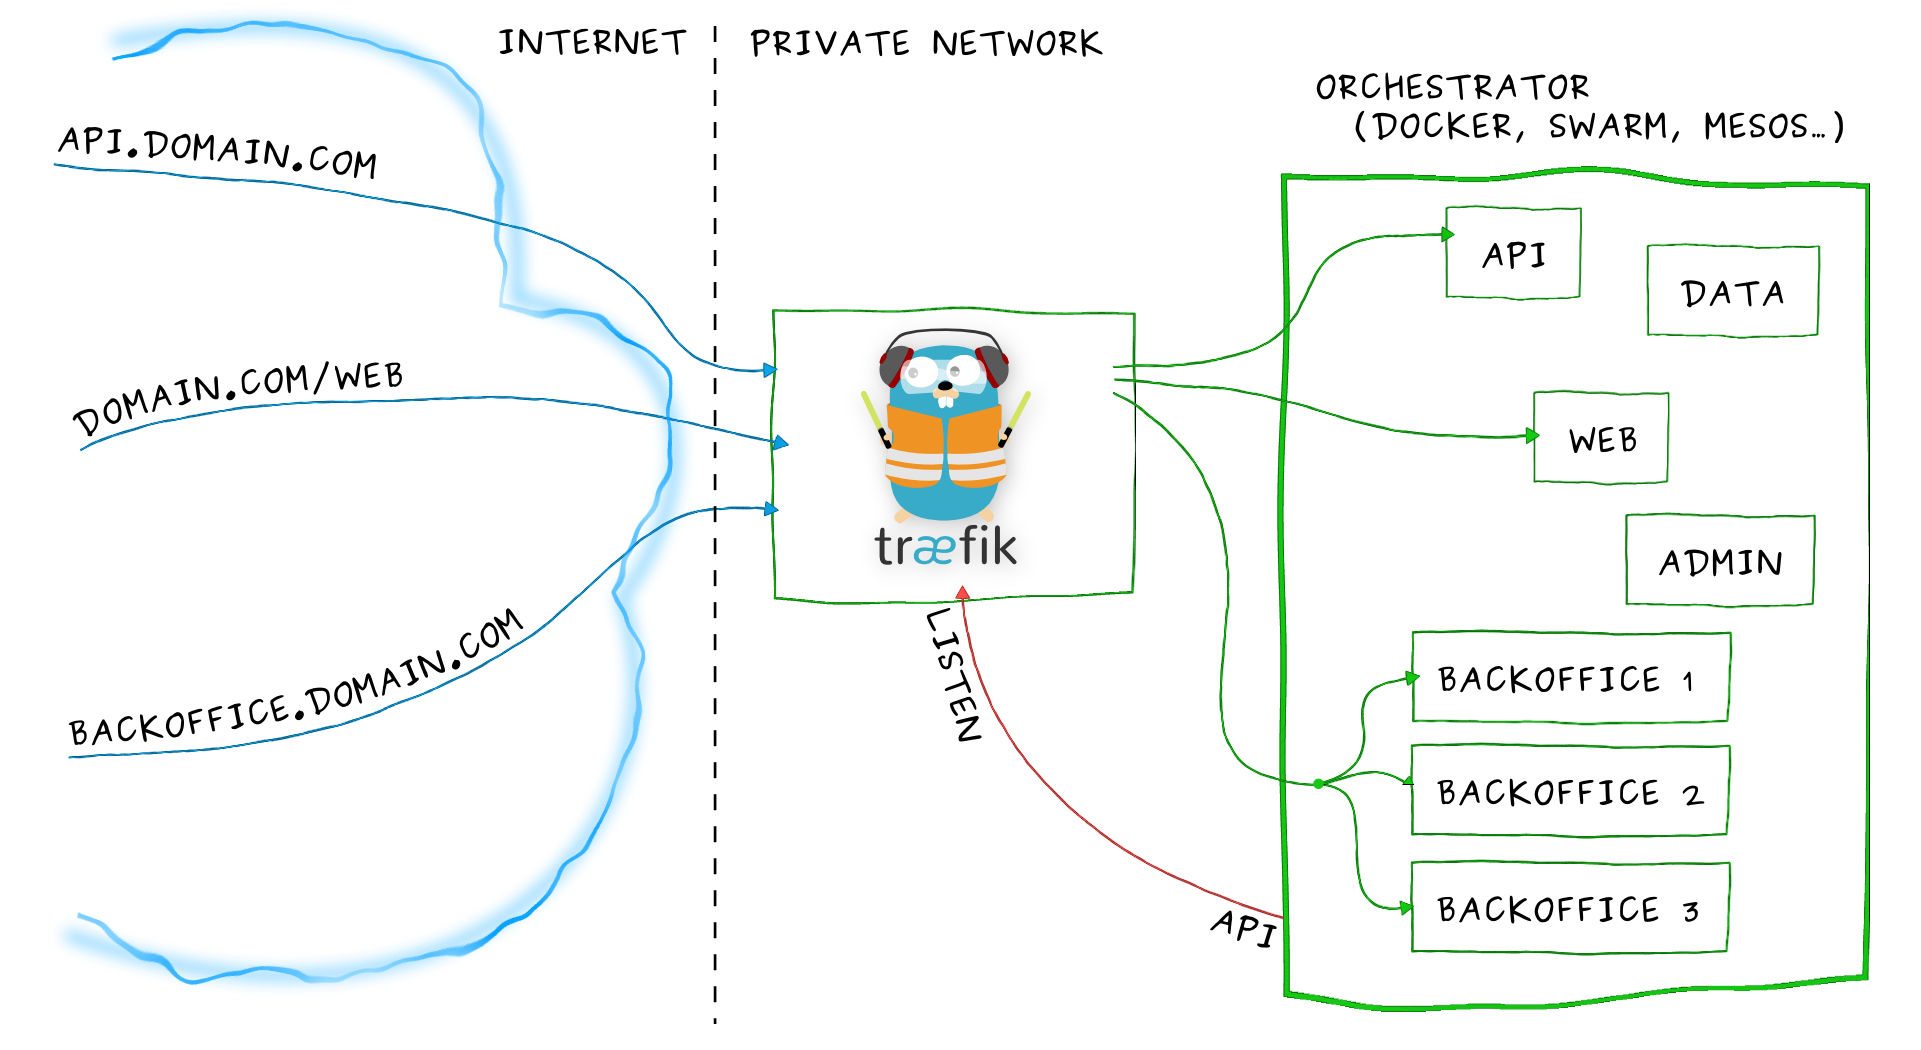 INTERNET
PRIVATE NETWORK
ORCHESTRATOR
(DOCKER, SWARM, MESOS...)
API.DOMAIN.COM
DOMAIN.COM/WEB
BACKOFFICE.DOMAIN.COM
træfik
LISTEN
API
API
DATA
WEB
ADMIN
BACKOFFICE 1
BACKOFFICE 2
BACKOFFICE 3